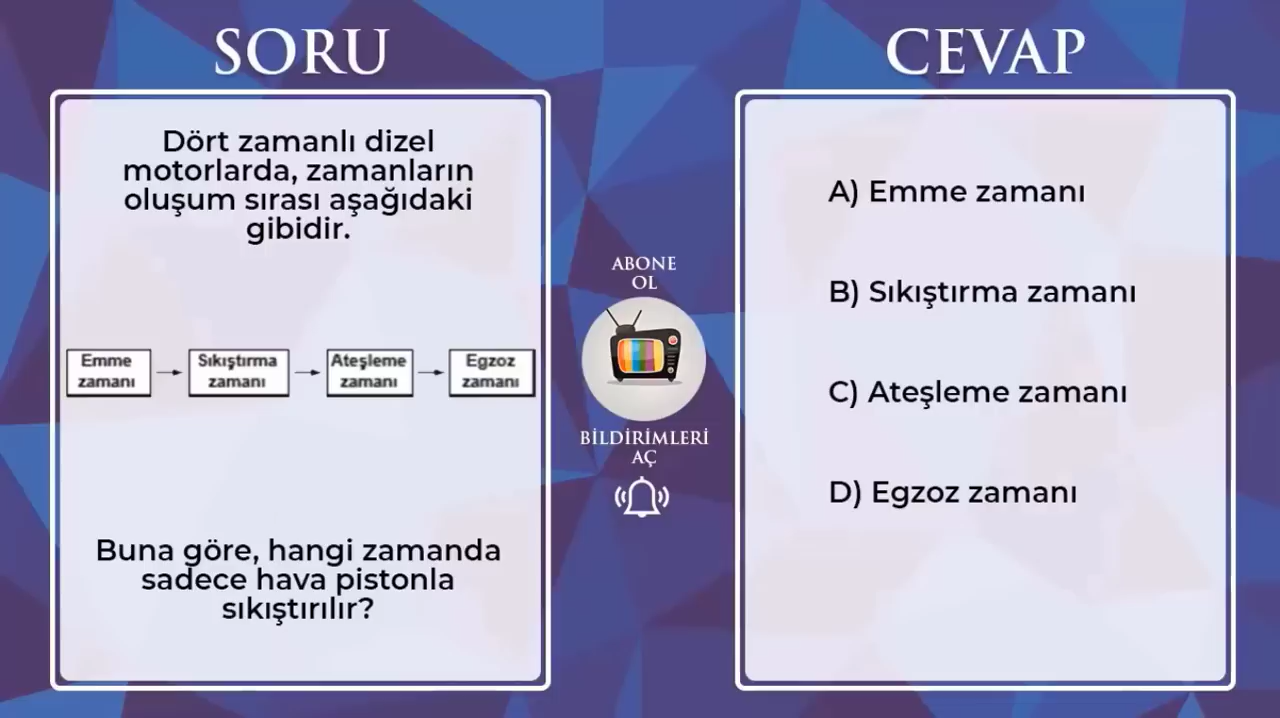 SORU
Dört zamanlı dizel
motorlarda, zamanların
oluşum sırası aşağıdaki
gibidir.
Emme
zamanı
Sıkıştırma
zamanı
Ateşleme
zamanı
Egzoz
zamanı
Buna göre, hangi zamanda
sadece hava pistonla
sıkıştırılır?
ABONE
OL
BİLDİRİMLERİ
AÇ
CEVAP
A) Emme zamanı
B) Sıkıştırma zamanı
C) Ateşleme zamanı
D) Egzoz zamanı